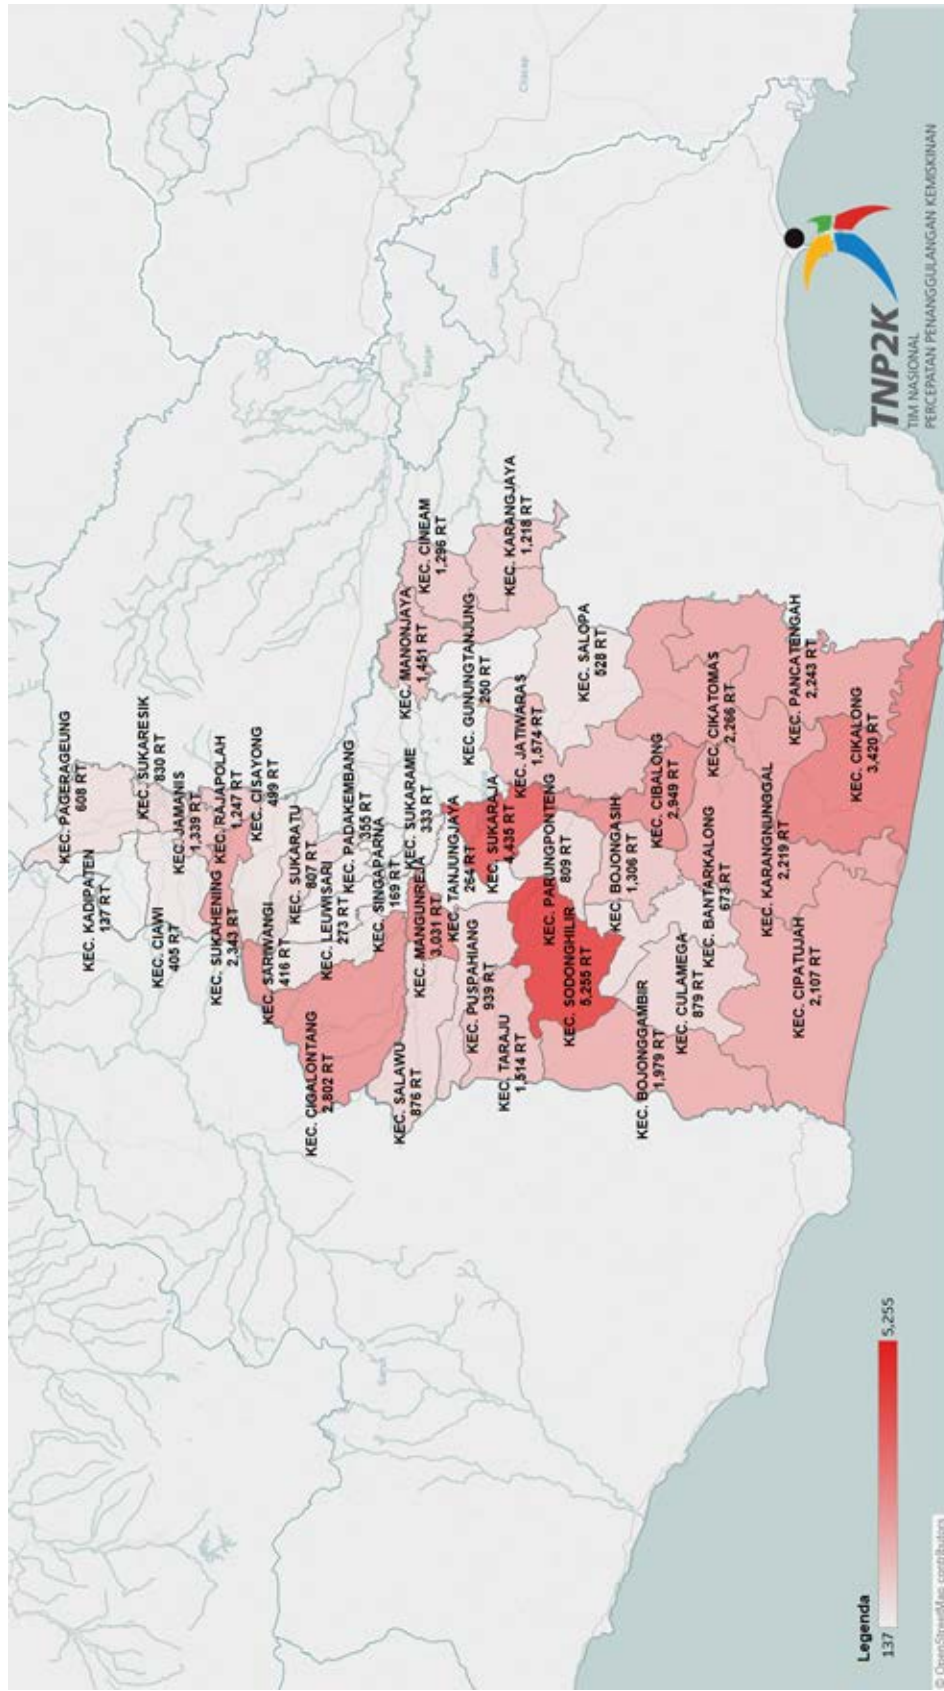 KEC. PAGERAGEUNG
608 RT
KEC. KADIPATEN
137 RT
KEC. SUKARESIK
830 RT
KEC. CIAWI
405 RT
KEC. JAMANIS
1,339 RT
KEC. SUKAHENING
2,343 RT
KEC. RAJAPOLAH
1,247 RT
KEC. CISAYONG
499 RT
KEC. SARIWANGI
416 RT
KEC. SUKARATU
807 RT
KEC. CIGALONTANG
2,802 RT
KEC. LEUWISARI
273 RT
KEC. PADAKEMBANG
355 RT
KEC. SINGAPARNA
169 RT
KEC. SALAWU
876 RT
KEC. MANGUNREJA
3,031 RT
KEC. SUKARAME
333 RT
KEC. MANONJAYA
1,451 RT
KEC. CINEAM
1,296 RT
KEC. TANJUNGJAYA
264 RT
KEC. PUSPAHIANG
939 RT
KEC. GUNUNGTANJUNG
250 RT
KEC. TARAJU
1,514 RT
KEC. SUKARAJA
4,435 RT
KEC. JATIWARAS
1,574 RT
KEC. KARANGJAYA
1,218 RT
KEC. PARUNGPONTENG
809 RT
KEC. SODONGHILIR
5,255 RT
KEC. SALOPA
528 RT
KEC. BOJONGASIH
1,306 RT
KEC. BOJONGGAMBIR
1,979 RT
KEC. CIBALONG
2,949 RT
KEC. CULAMEGA
879 RT
KEC. BANTARKALONG
673 RT
KEC. CIKATOMAS
2,266 RT
KEC. KARANGNUNGGAL
2,219 RT
KEC. CIPATUJAH
2,107 RT
KEC. PANCATENGAH
2,243 RT
KEC. CIKALONG
3,420 RT
Cilacap
Ciamis
Banjar
Garut
TNP2K
TIM NASIONAL
PERCEPATAN PENANGGULANGAN KEMISKINAN
Legenda
137
5,255
© OpenStreetMap contributors